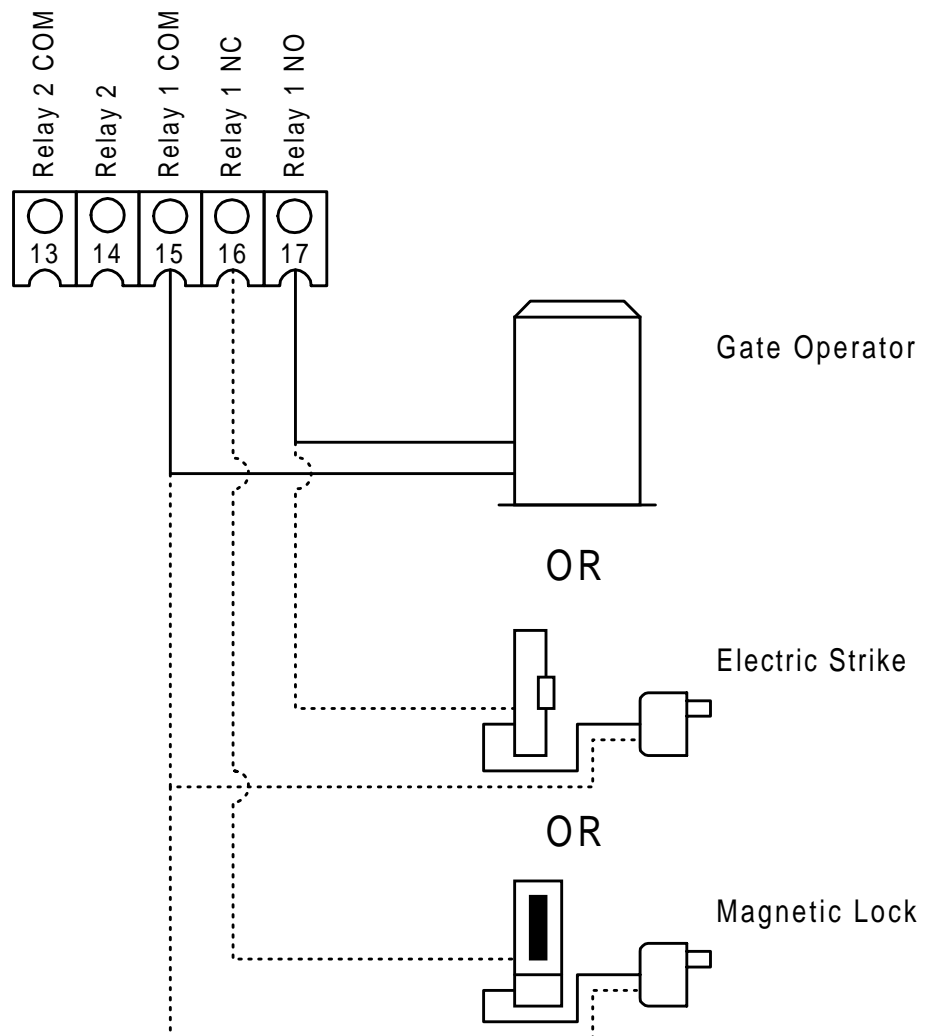 Relay 2 COM
Relay 2
Relay 1 COM
Relay 1 NC
Relay 1 NO
13
14
15
16
17
Gate Operator
OR
Electric Strike
OR
Magnetic Lock